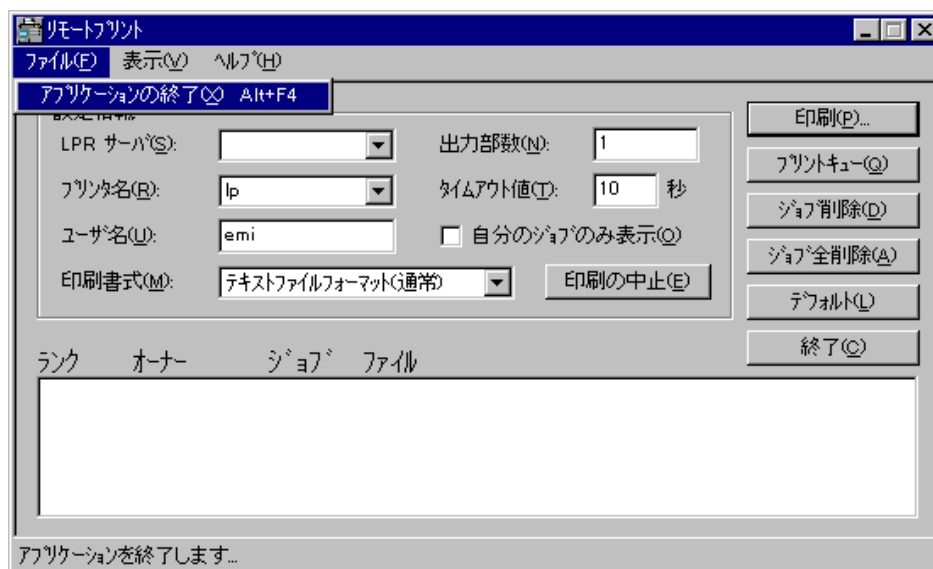 ﾘﾓｰﾄﾌﾟﾘﾝﾄ
ﾌｧｲﾙ(F) 表示(V) ﾍﾙﾌﾟ(H)
ｱﾌﾟﾘｹｰｼｮﾝの終了(X) Alt+F4
設定情報
LPR ｻｰﾊﾞ(S):
出力部数(N): 1
ﾌﾟﾘﾝﾀ名(R): lp
ﾀｲﾑｱｳﾄ値(T): 10 秒
ﾕｰｻﾞ名(U): emi
自分のｼﾞｮﾌﾞのみ表示(O)
印刷書式(M): ﾃｷｽﾄﾌｧｲﾙﾌｫｰﾏｯﾄ(通常)
印刷の中止(E)
印刷(P)...
ﾌﾟﾘﾝﾄｷｭｰ(Q)
ｼﾞｮﾌﾞ削除(D)
ｼﾞｮﾌﾞ全削除(A)
ﾃﾞﾌｫﾙﾄ(L)
終了(C)
ﾗﾝｸ ｵｰﾅｰ ｼﾞｮﾌﾞ ﾌｧｲﾙ
ｱﾌﾟﾘｹｰｼｮﾝを終了します...